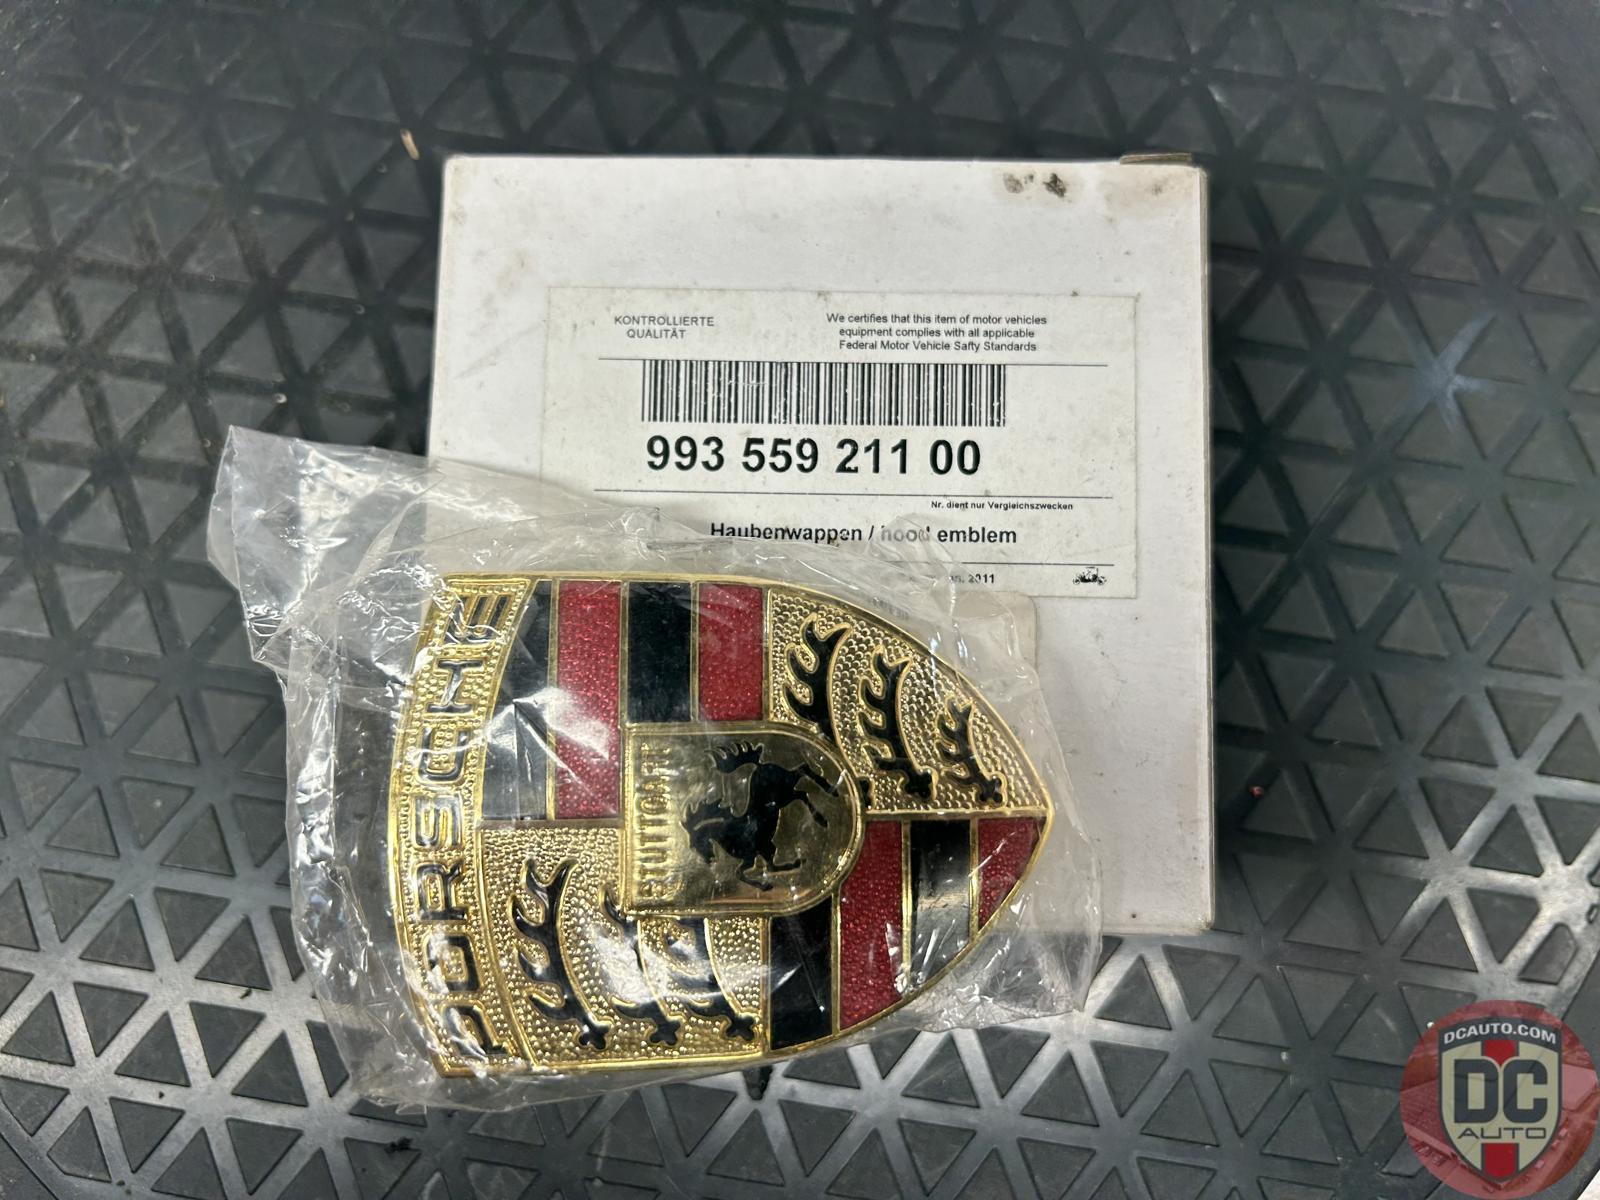 KONTROLLIERTE
QUALITÄT
We certifies that this item of motor vehicles
equipment complies with all applicable
Federal Motor Vehicle Safty Standards
993 559 211 00
Nr. dient nur Vergleichszwecken
Haubenwappen / hood emblem
2011
PORSCHE
STUTTGART
DCAUTO.COM
DC
AUTO